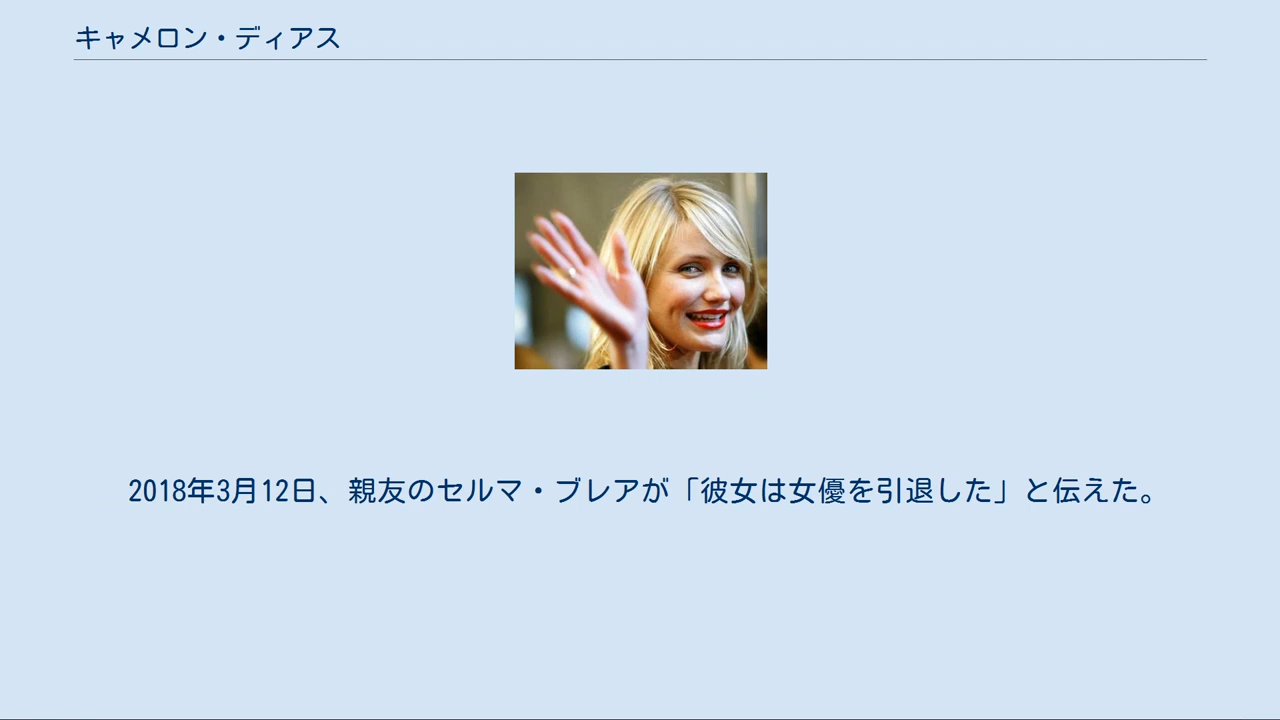 キャメロン・ディアス
2018年3月12日、親友のセルマ・ブレアが「彼女は女優を引退した」と伝えた。